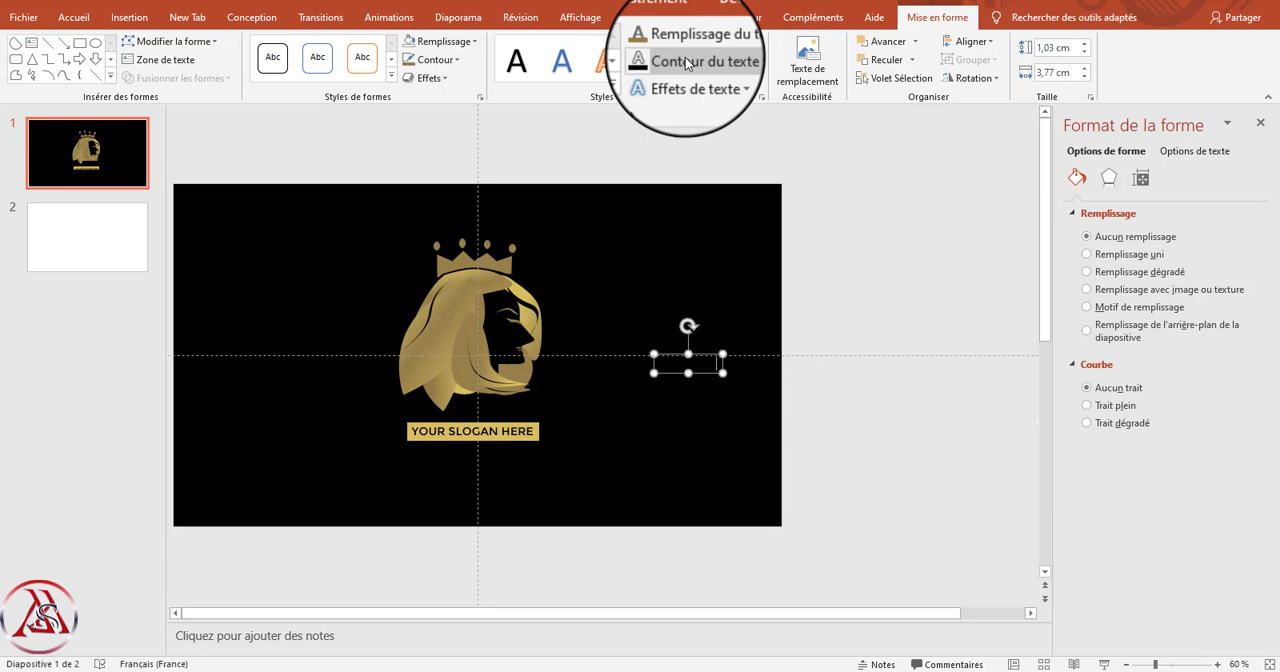 Fichier Accueil Insertion New Tab Conception Transitions Animations Diaporama Révision Affichage Compléments Aide Mise en forme Rechercher des outils adaptés Partager
Modifier la forme
Zone de texte
Fusionner les formes
Insérer des formes
Abc Abc Abc
Remplissage
Contour
Effets
Styles de formes
A A A
Styles
Remplissage du t
Contour du texte
Effets de texte
Texte de
remplacement
Accessibilité
Avancer
Reculer
Volet Sélection
Aligner
Grouper
Rotation
Organiser
1,03 cm
3,77 cm
Taille
1
2
YOUR SLOGAN HERE
Format de la forme
Options de forme Options de texte
Remplissage
Aucun remplissage
Remplissage uni
Remplissage dégradé
Remplissage avec image ou texture
Motif de remplissage
Remplissage de l'arrière-plan de la
diapositive
Courbe
Aucun trait
Trait plein
Trait dégradé
Cliquez pour ajouter des notes
Diapositive 1 de 2 Français (France) Notes Commentaires 60 %